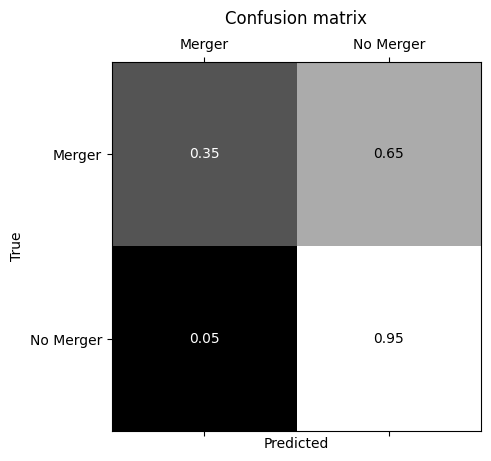 Confusion matrix
Merger No Merger
Merger 0.35 0.65
True
No Merger 0.05 0.95
Predicted